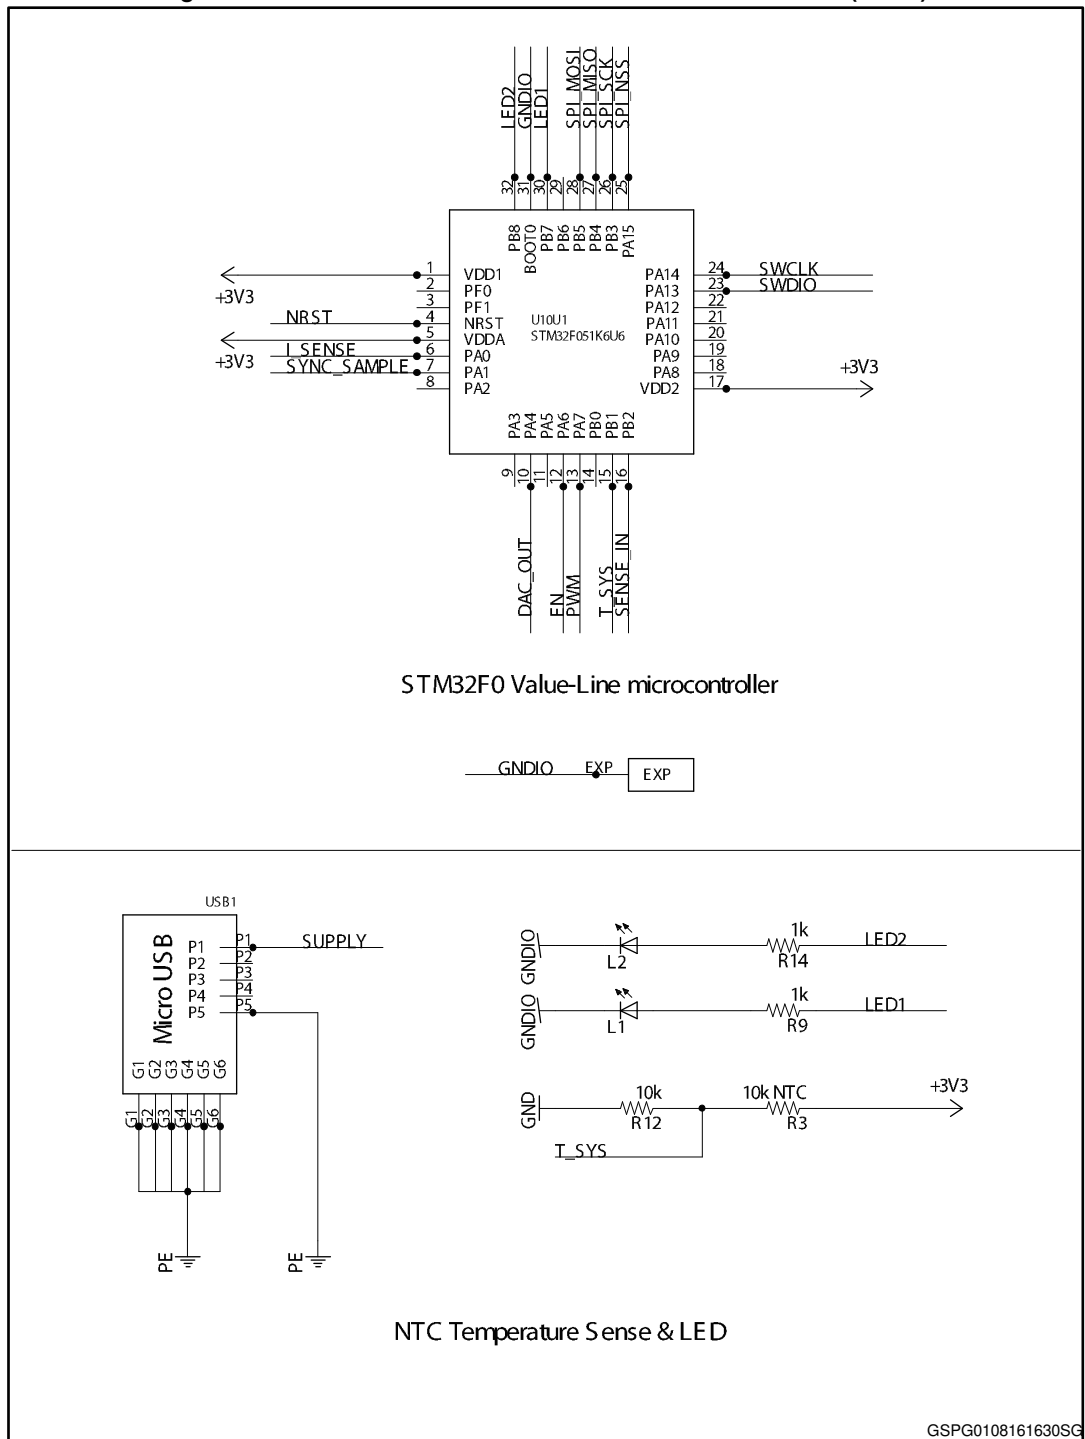 LED2
GNDIO
LED1
SPI_MOSI
SPI_MISO
SPI_SCK
SPI_NSS
32 31 30 29 28 27 26 25
PB8 BOOT0 PB7 PB6 PB5 PB4 PB3 PA15
1 VDD1
+3V3
2 PF0
3 PF1
NRST 4 NRST
5 VDDA
+3V3
I_SENSE 6 PA0
SYNC_SAMPLE 7 PA1
8 PA2
U10U1
STM32F051K6U6
PA14 24 SWCLK
PA13 23 SWDIO
PA12 22
PA11 21
PA10 20
PA9 19
PA8 18
VDD2 17
+3V3
PA3 PA4 PA5 PA6 PA7 PB0 PB1 PB2
9 10 11 12 13 14 15 16
DAC_OUT
EN
PWM
T_SYS
SENSE_IN
STM32F0 Value-Line microcontroller
GNDIO EXP EXP
USB1
Micro USB
P1 P1 SUPPLY
P2 P2
P3 P3
P4 P4
P5 P5
G1 G2 G3 G4 G5 G6
G1 G2 G3 G4 G5 G6
PE
PE
GNDIO L2 1k R14 LED2
GNDIO L1 1k R9 LED1
GND 10k R12 10k NTC R3 +3V3
T_SYS
NTC Temperature Sense & LED
GSPG0108161630SG